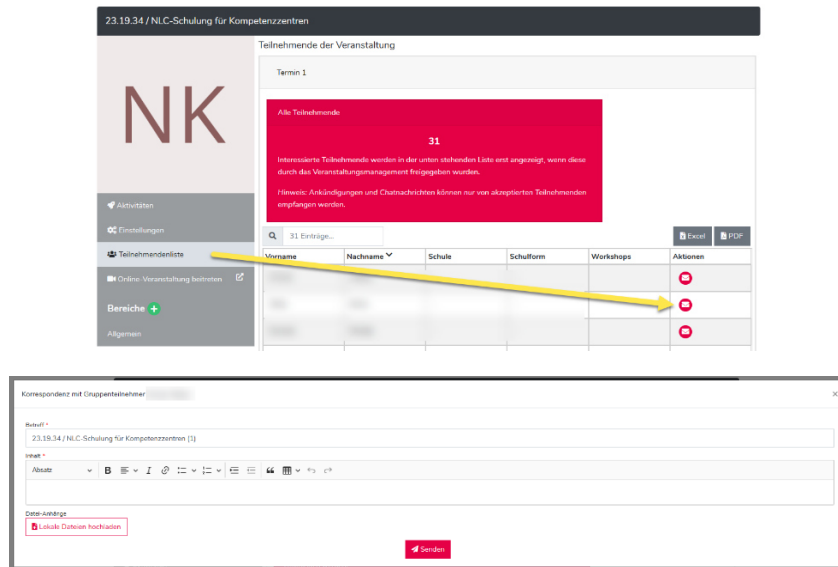 23.19.34 / NLC-Schulung für Kompetenzzentren
Teilnehmende der Veranstaltung
Termin 1
NK
Alle Teilnehmende
31
Interessierte Teilnehmende werden in der unten stehenden Liste erst angezeigt, wenn diese
durch das Veranstaltungsmanagement freigegeben wurden.
Hinweis: Ankündigungen und Chatnachrichten können nur von akzeptierten Teilnehmenden
empfangen werden.
Aktivitäten
Einstellungen
Teilnehmendenliste
Online-Veranstaltung beitreten
Bereiche
Allgemein
31 Einträge...
Excel PDF
Vorname Nachname Schule Schulform Workshops Aktionen
Korrespondenz mit Gruppenteilnehmer
Betreff *
23.19.34 / NLC-Schulung für Kompetenzzentren (1)
Inhalt *
Absatz
Datei-Anhänge
Lokale Dateien hochladen
Senden